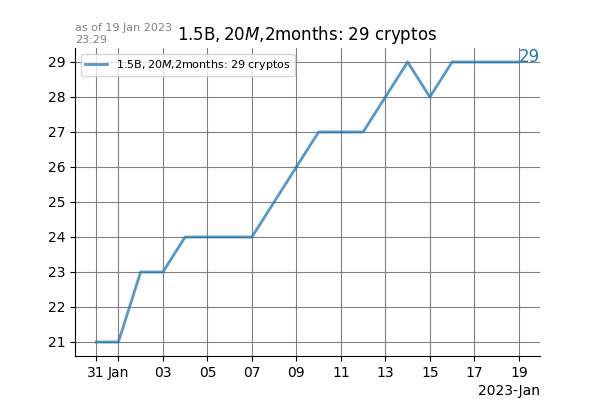 as of 19 Jan 2023
23:29
1.5B, 20M,2months: 29 cryptos
29
1.5B, 20M,2months: 29 cryptos
29
28
27
26
25
24
23
22
21
31 Jan 03 05 07 09 11 13 15 17 19
2023-Jan